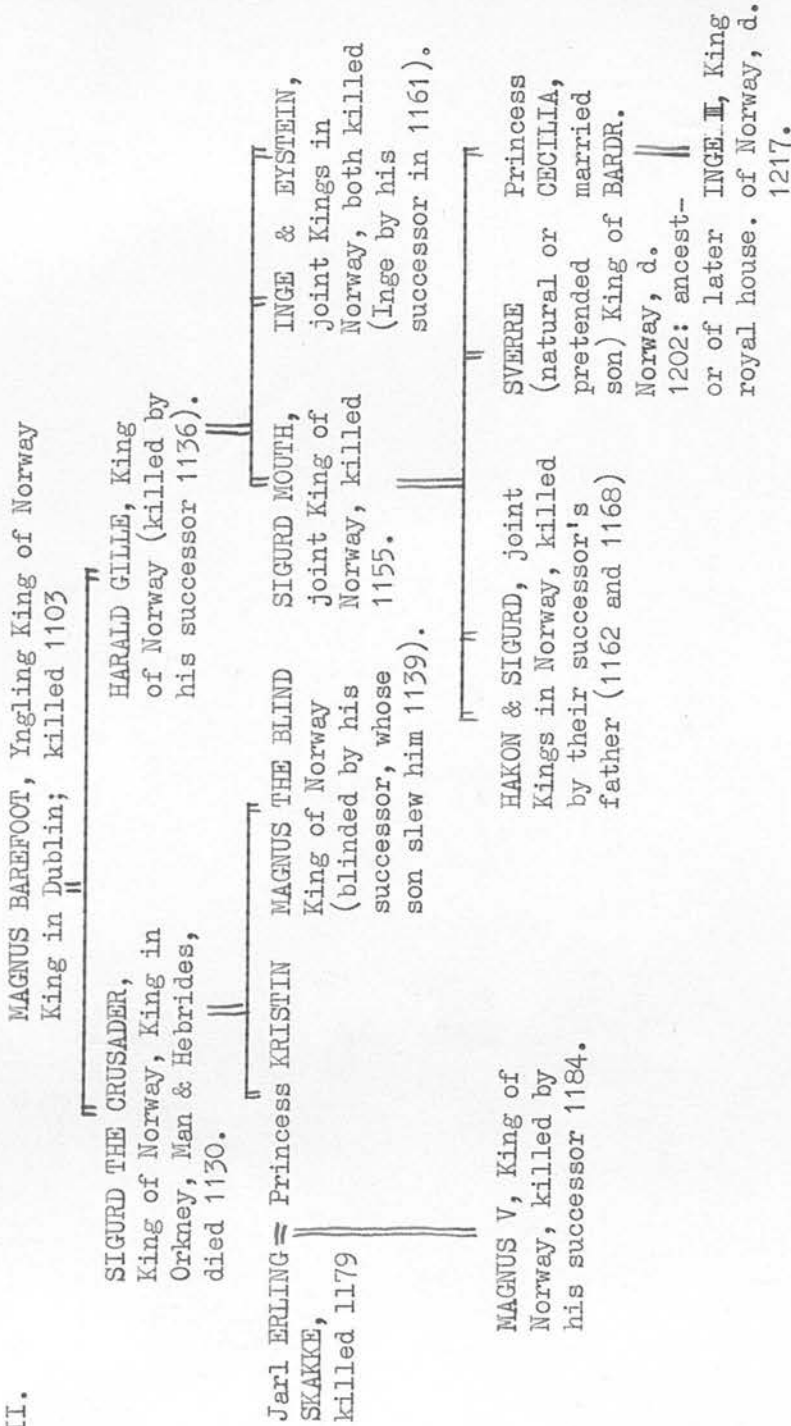 II.
MAGNUS BAREFOOT, Yngling King of Norway
King in Dublin; killed 1103
SIGURD THE CRUSADER,
King of Norway, King in
Orkney, Man & Hebrides,
died 1130.
HARALD GILLE, King
of Norway (killed by
his successor 1136).
Jarl ERLING = Princess KRISTIN
SKAKKE,
killed 1179
MAGNUS THE BLIND
King of Norway
(blinded by his
successor, whose
son slew him 1139).
SIGURD MOUTH,
joint King of
Norway, killed
1155.
INGE & EYSTEIN,
joint Kings in
Norway, both killed
(Inge by his
successor in 1161).
MAGNUS V, King of
Norway, killed by
his successor 1184.
HAKON & SIGURD, joint
Kings in Norway, killed
by their successor's
father (1162 and 1168)
SVERRE
(natural or
pretended
son) King of
Norway, d.
1202: ancest-
or of later
royal house.
Princess
CECILIA,
married
BARDR.
INGE II, King
of Norway, d.
1217.